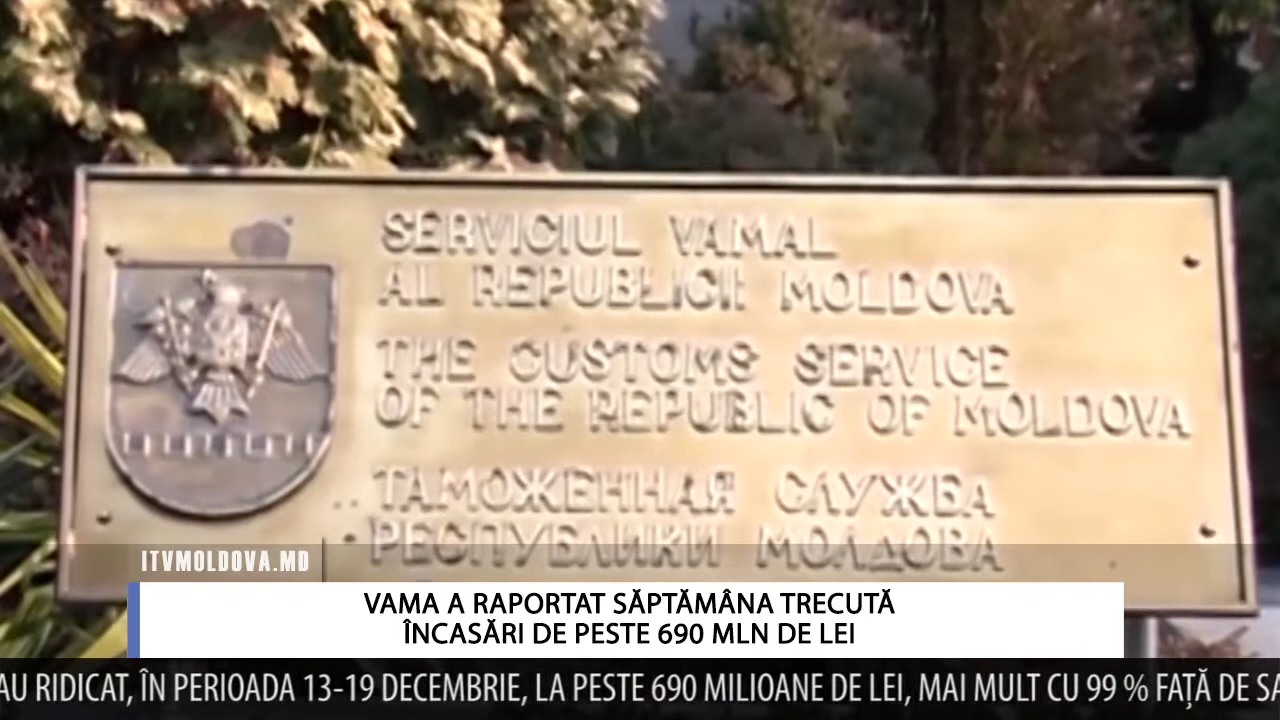 SERVICIUL VAMAL
AL REPUBLICII MOLDOVA
THE CUSTOMS SERVICE
OF THE REPUBLIC OF MOLDOVA
ТАМОЖЕННАЯ СЛУЖБА
РЕСПУБЛИКИ МОЛДОВА
ITVMOLDOVA.MD
VAMA A RAPORTAT SĂPTĂMÂNA TRECUTĂ
ÎNCASĂRI DE PESTE 690 MLN DE LEI
AU RIDICAT, ÎN PERIOADA 13-19 DECEMBRIE, LA PESTE 690 MILIOANE DE LEI, MAI MULT CU 99 % FAȚĂ DE SA